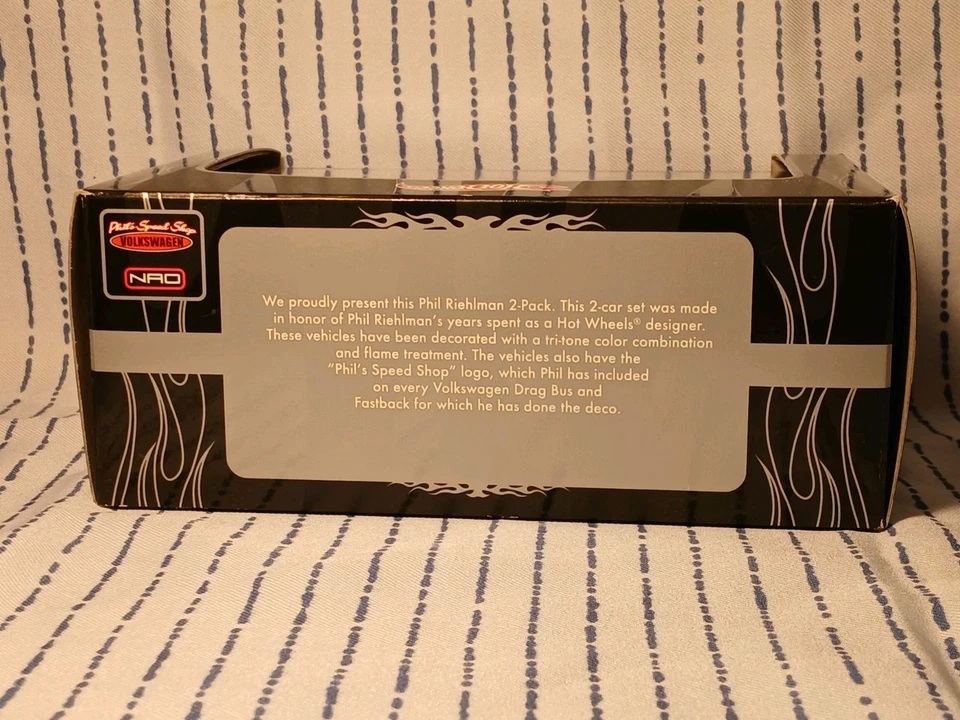 Phil's Speed Shop
VOLKSWAGEN
NAO
We proudly present this Phil Riehlman 2-Pack. This 2-car set was made
in honor of Phil Riehlman's years spent as a Hot Wheels® designer.
These vehicles have been decorated with a tri-tone color combination
and flame treatment. The vehicles also have the
"Phil's Speed Shop" logo, which Phil has included
on every Volkswagen Drag Bus and
Fastback for which he has done the deco.